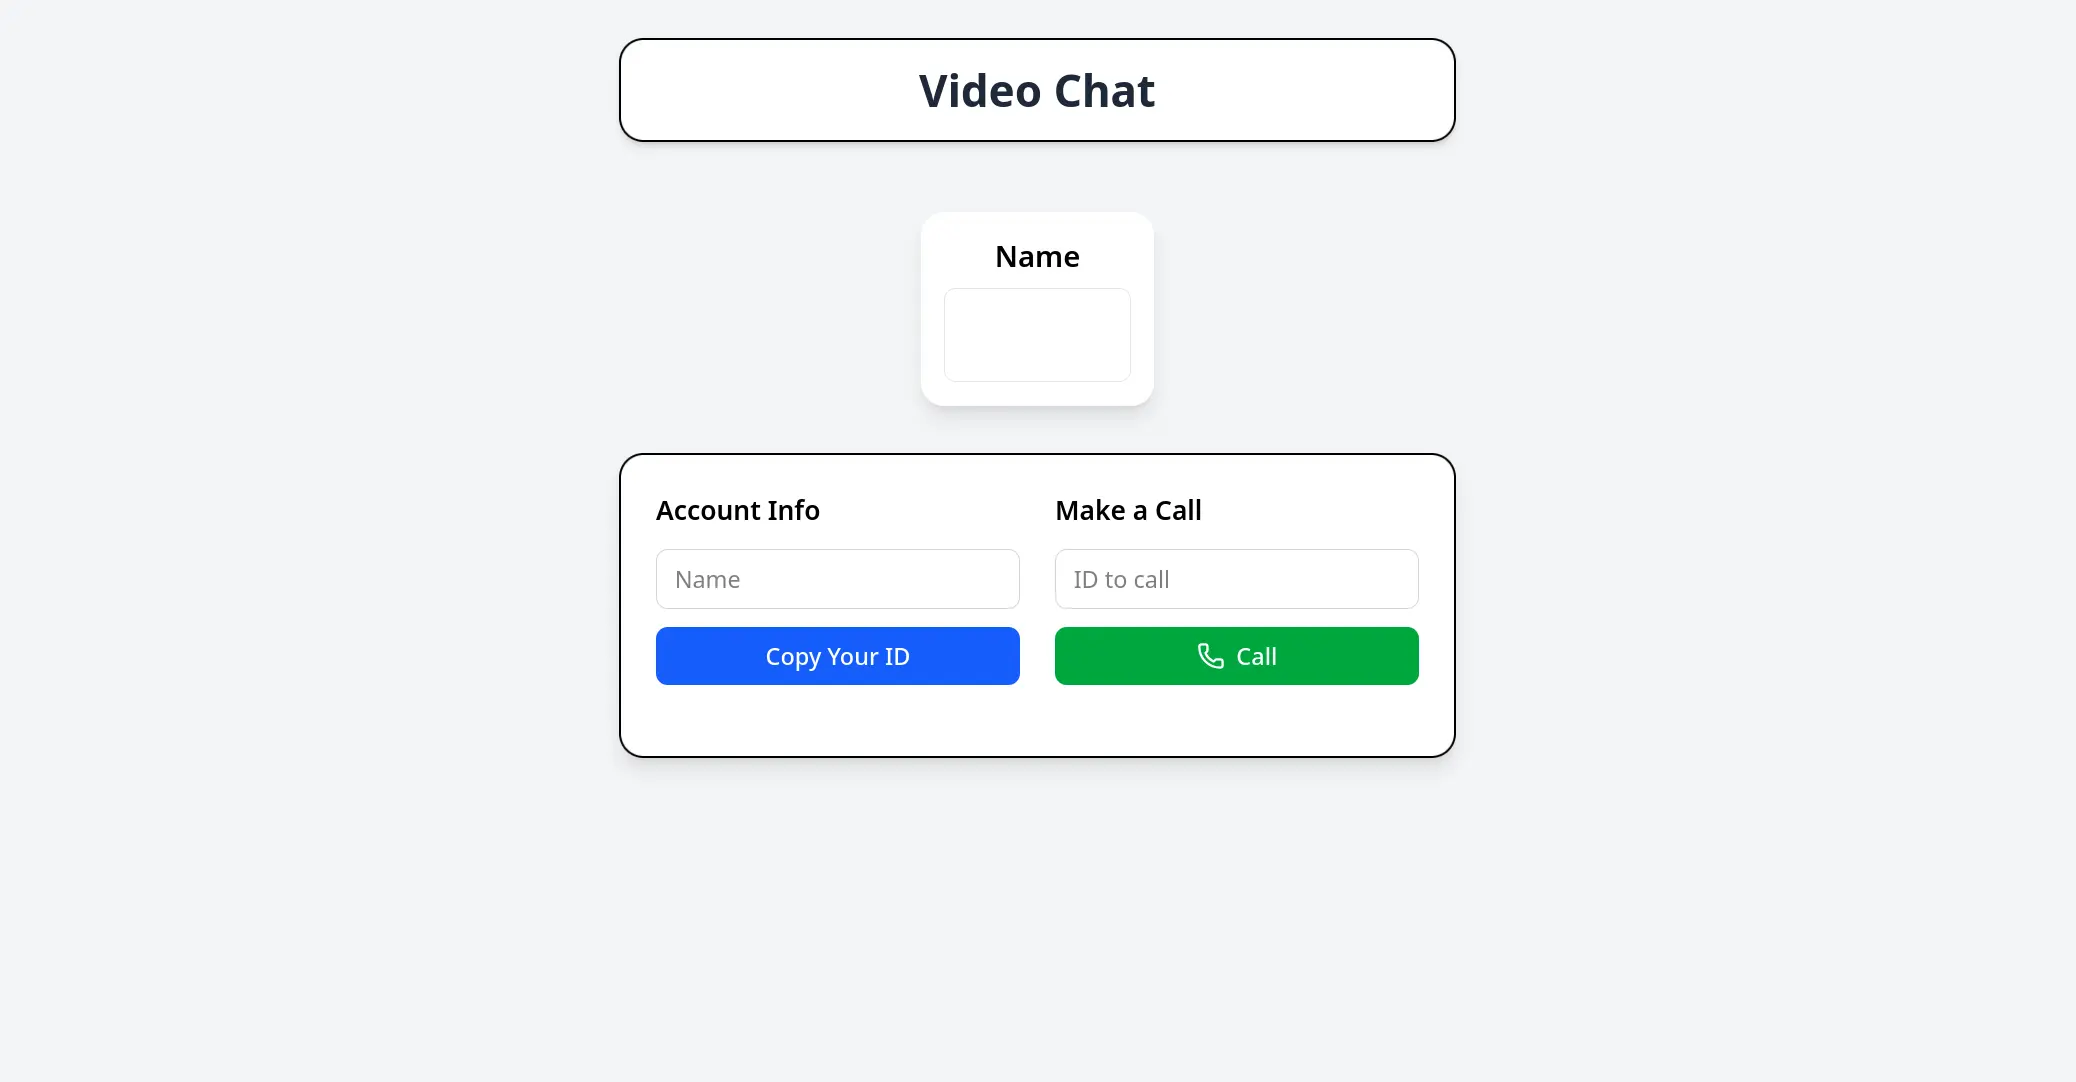 Video Chat
Name
Account Info
Name
Copy Your ID
Make a Call
ID to call
Call